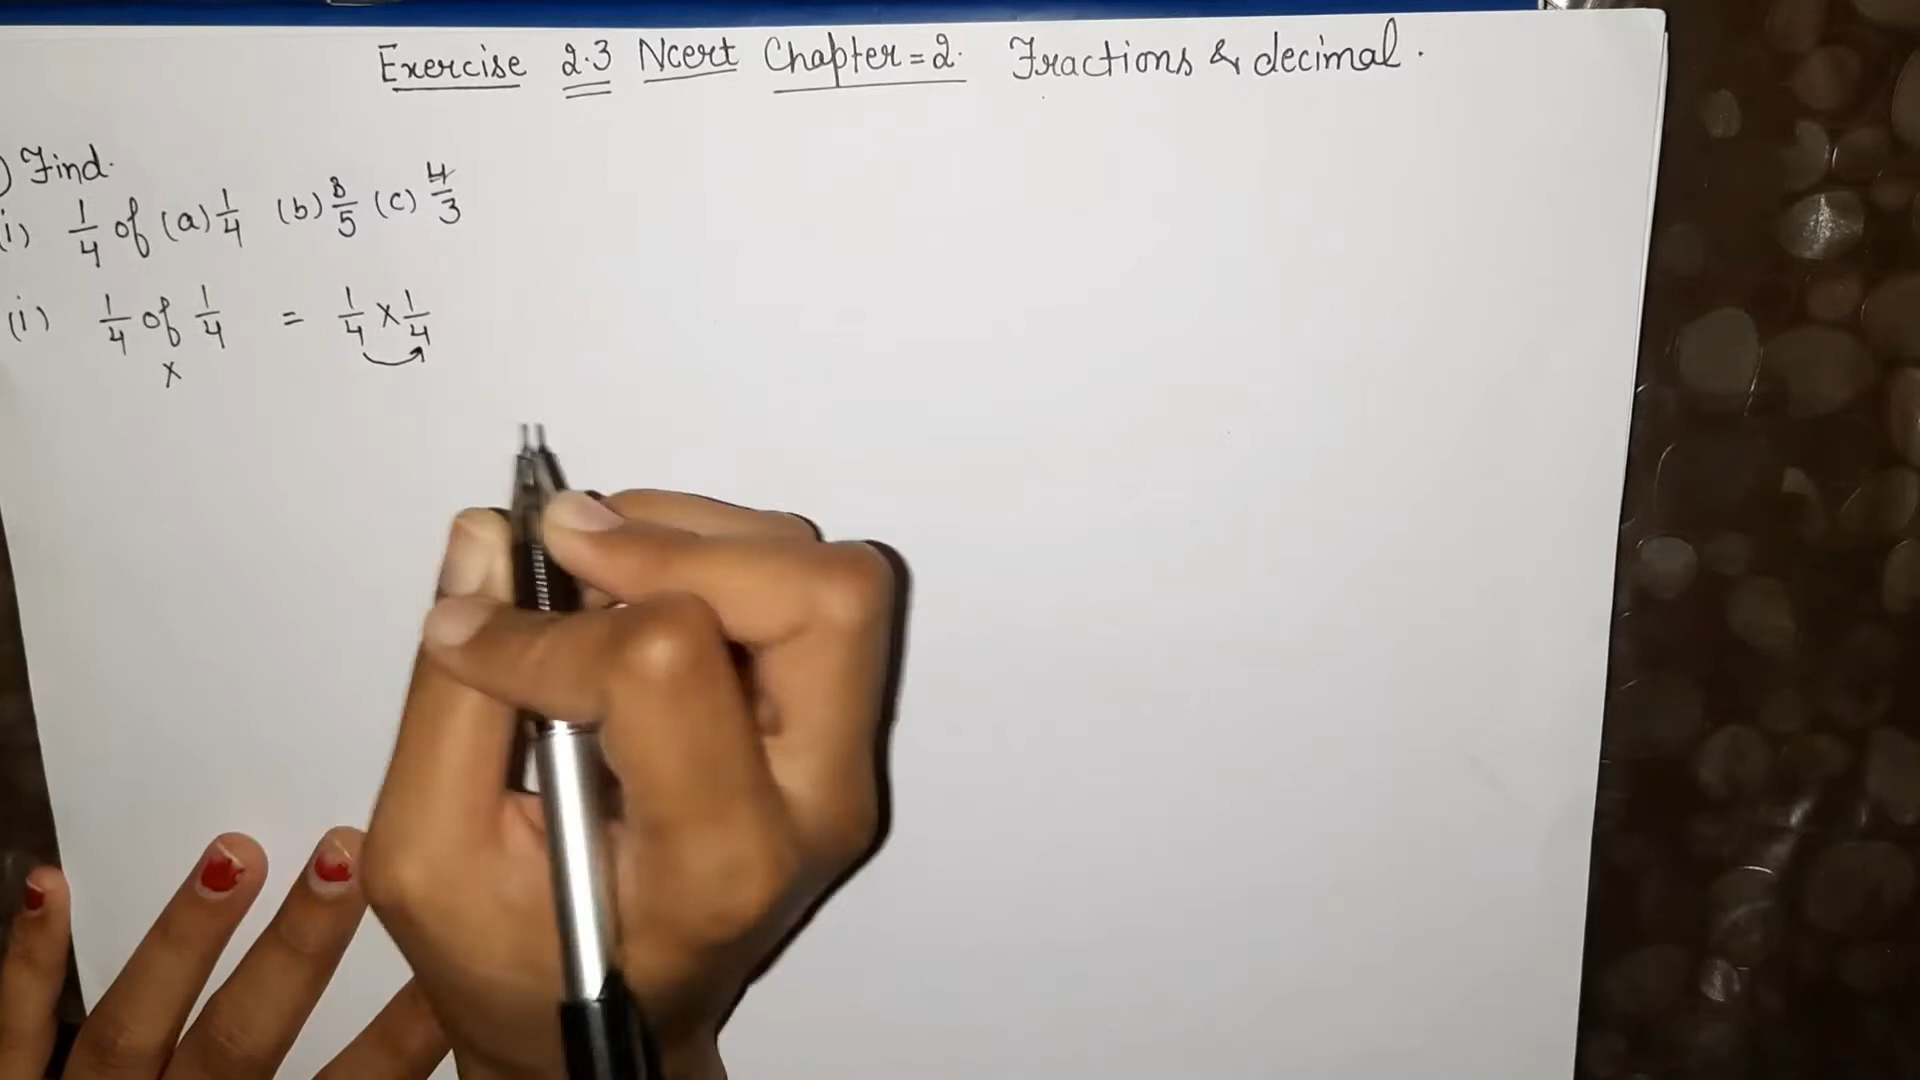 Exercise 2.3 Ncert Chapter = 2. Fractions & decimal.
) Find.
(i) 1/4 of (a) 1/4 (b) 3/5 (c) 4/3
(i) 1/4 of 1/4 = 1/4 x 1/4
x